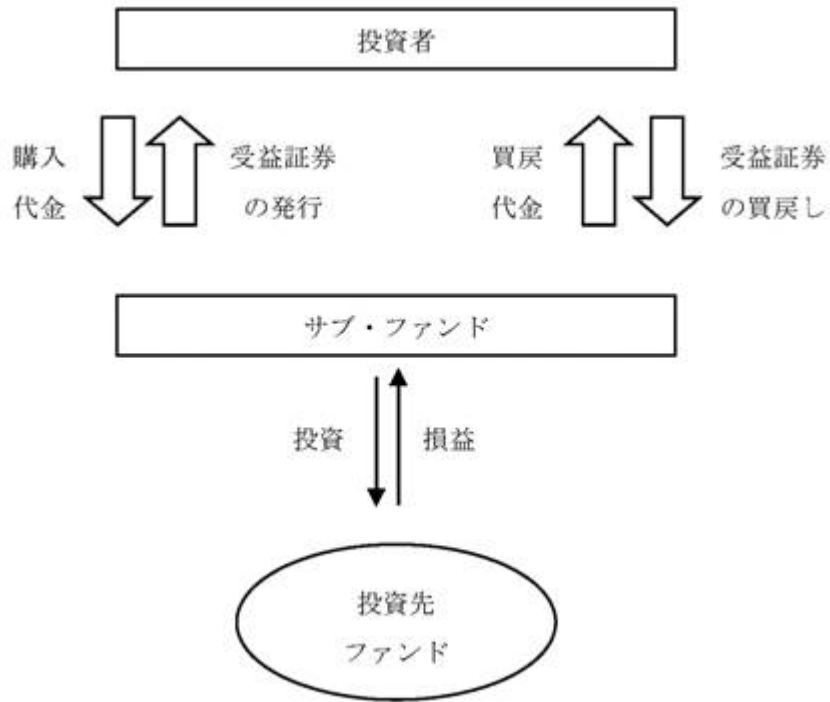 投資者
購入
代金
受益証券
の発行
買戻
代金
受益証券
の買戻し
サブ・ファンド
投資
損益
投資先
ファンド